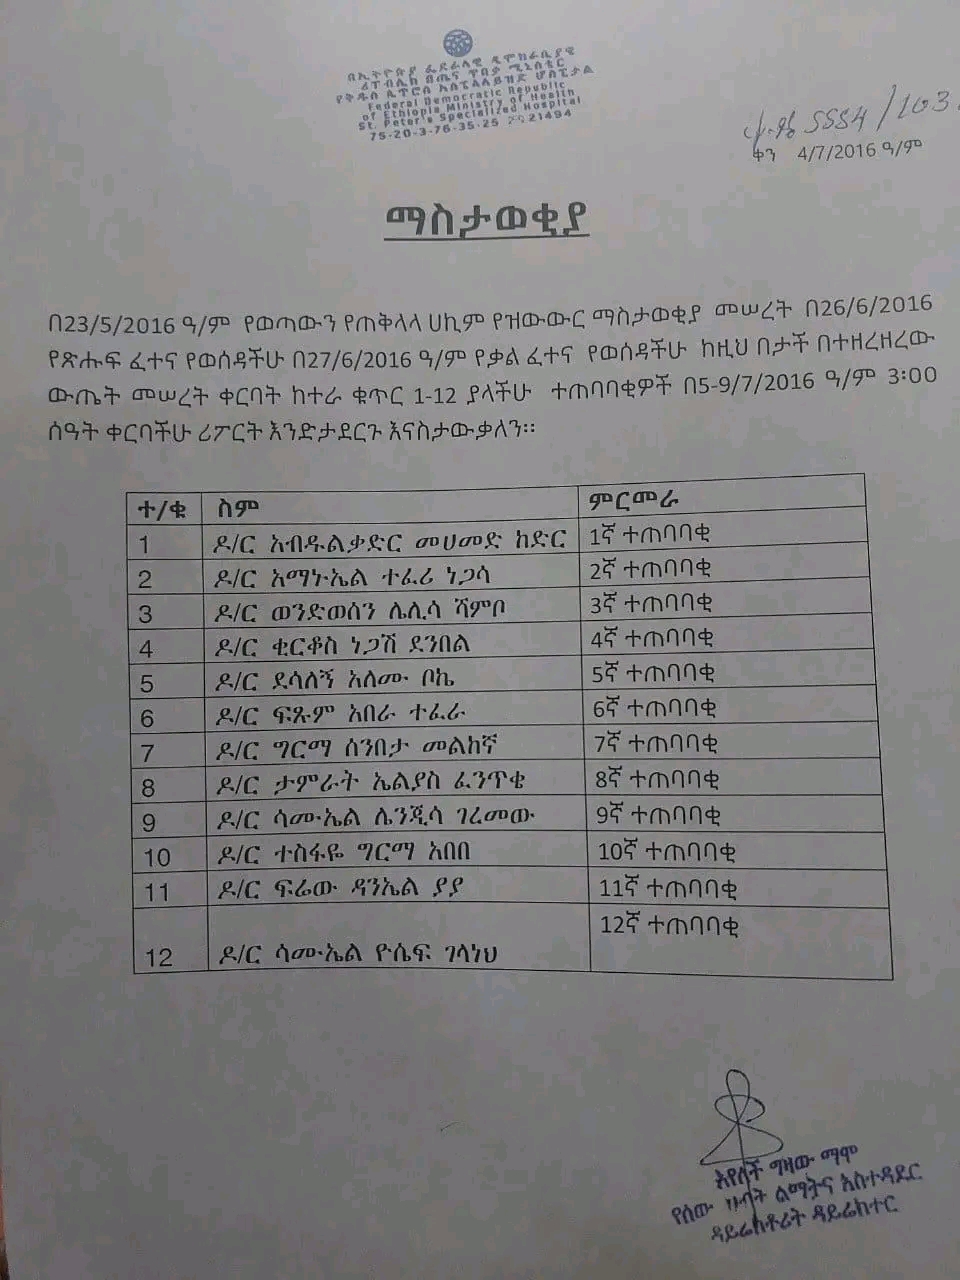 በኢትዮጵያ ፌደራላዊ ዲሞክራሲያዊ
ሪፐብሊክ በጤና ጥበቃ ሚኒስቴር
የቅዱስ ጴጥሮስ እስፔሻላይዝድ ሆስፒታል
Federal Democratic Republic
of Ethiopia Ministry of Health
St. Peter's Specialized Hospital
75-20-3-76-35-25 21494
/103
ቀን 4/7/2016 ዓ/ም
ማስታወቂያ
በ23/5/2016 ዓ/ም የወጣውን የጠቅላላ ሀኪም የዝውውር ማስታወቂያ መሠረት በ26/6/2016
የጽሑፍ ፈተና የወሰዳችሁ በ27/6/2016 ዓ/ም የቃል ፈተና የወሰዳችሁ ከዚህ በታች በተዘረዘረው
ውጤት መሠረት ቀርባት ከተራ ቁጥር 1-12 ያላችሁ ተጠባባቂዎች በ5-9/7/2016 ዓ/ም 3፡00
ሰዓት ቀርባችሁ ሪፖርት እንድታደርጉ እናስታውቃለን።
ተ/ቁ ስም ምርመራ
1 ዶ/ር አብዱልቃድር መሀመድ ከድር 1ኛ ተጠባባቂ
2 ዶ/ር አማኑኤል ተፈሪ ነጋሳ 2ኛ ተጠባባቂ
3 ዶ/ር ወንድወሰን ሌሊሳ ሻምቦ 3ኛ ተጠባባቂ
4 ዶ/ር ቂርቆስ ነጋሽ ደንበል 4ኛ ተጠባባቂ
5 ዶ/ር ደሳለኝ አለሙ ቦኬ 5ኛ ተጠባባቂ
6 ዶ/ር ፍጹም አበራ ተፈራ 6ኛ ተጠባባቂ
7 ዶ/ር ግርማ ሰንበታ መልከኛ 7ኛ ተጠባባቂ
8 ዶ/ር ታምራት ኤልያስ ፈንጥቄ 8ኛ ተጠባባቂ
9 ዶ/ር ሳሙኤል ሌንጂሳ ገረመው 9ኛ ተጠባባቂ
10 ዶ/ር ተስፋዬ ግርማ አበበ 10ኛ ተጠባባቂ
11 ዶ/ር ፍሬው ዳንኤል ያያ 11ኛ ተጠባባቂ
12 ዶ/ር ሳሙኤል ዮሴፍ ገላነህ 12ኛ ተጠባባቂ
አየለች ግዛው ማሞ
የሰው ሀብት ልማትና አስተዳደር
ዳይሬክቶሬት ዳይሬክተር